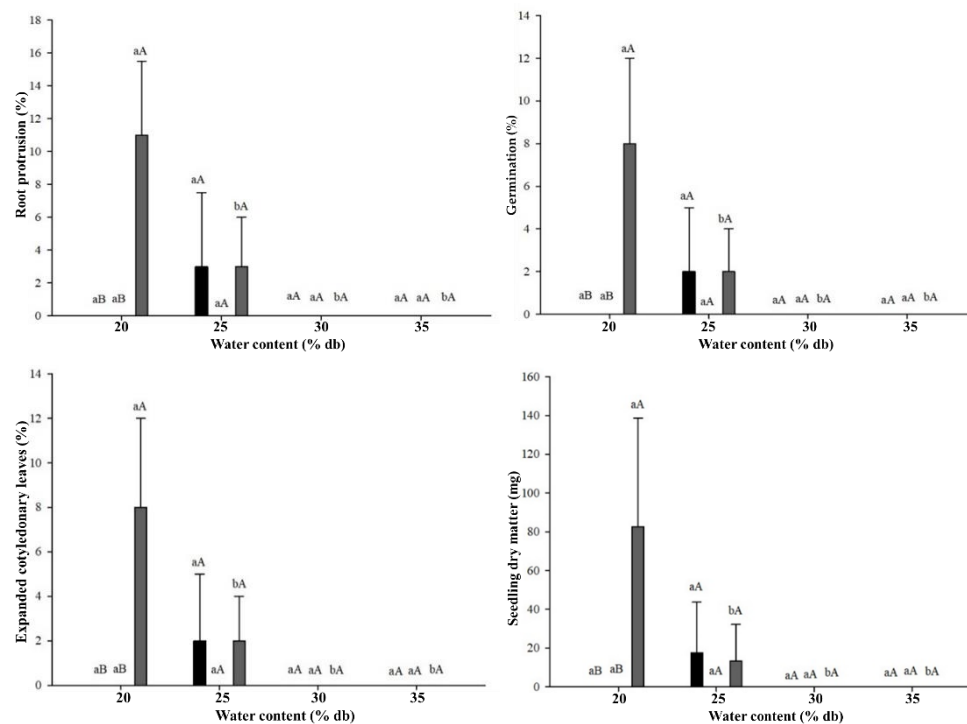 18
16
14
12
10
8
6
4
2
0
Root protrusion (%)
aB aB aA
aA aA bA
aA aA bA
aA aA bA
20 25 30 35
Water content (% db)
14
12
10
8
6
4
2
0
Germination (%)
aB aB aA
aA aA bA
aA aA bA
aA aA bA
20 25 30 35
Water content (% db)
14
12
10
8
6
4
2
0
Expanded cotyledonary leaves (%)
aB aB aA
aA aA bA
aA aA bA
aA aA bA
20 25 30 35
Water content (% db)
160
140
120
100
80
60
40
20
0
Seedling dry matter (mg)
aB aB aA
aA aA bA
aA aA bA
aA aA bA
20 25 30 35
Water content (% db)